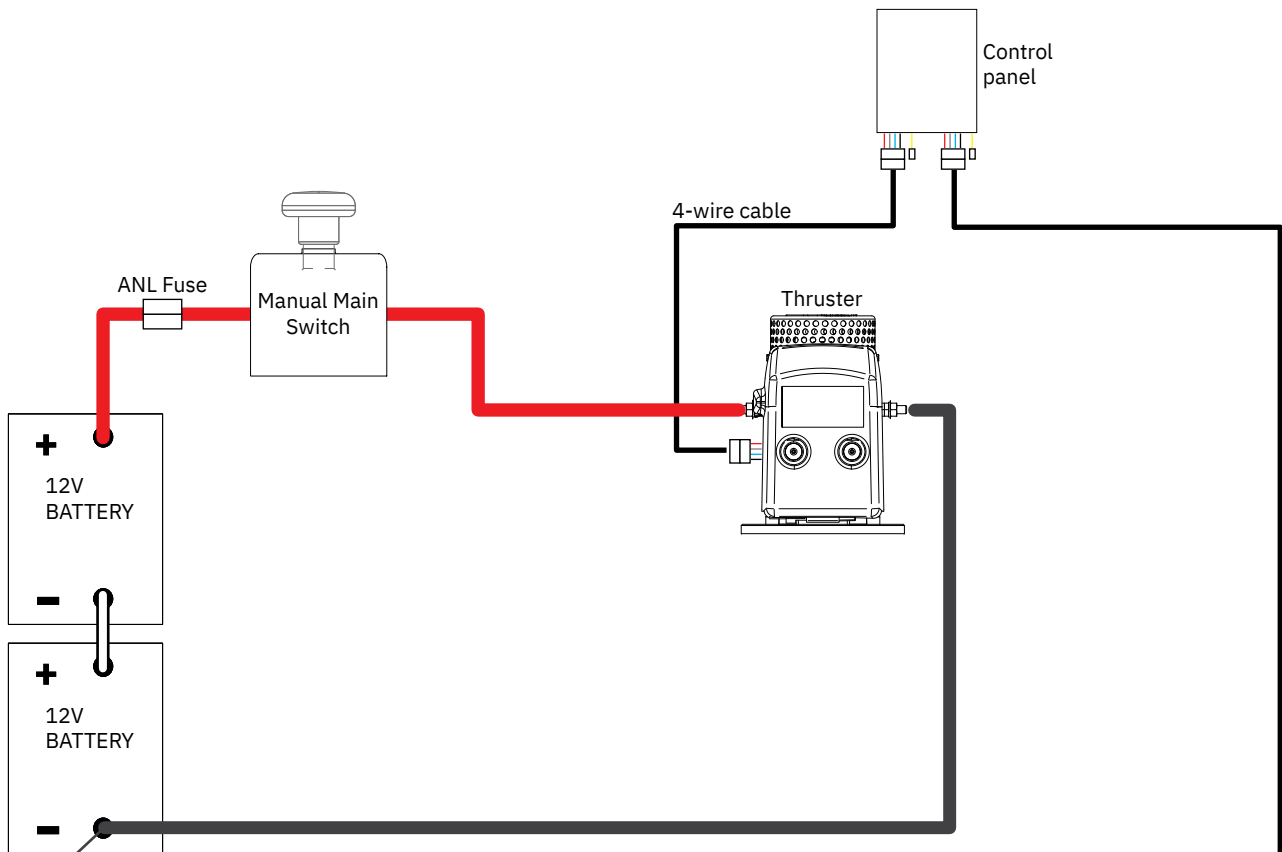 Control
panel
4-wire cable
ANL Fuse
Manual Main
Switch
Thruster
+
12V
BATTERY
-
+
12V
BATTERY
-